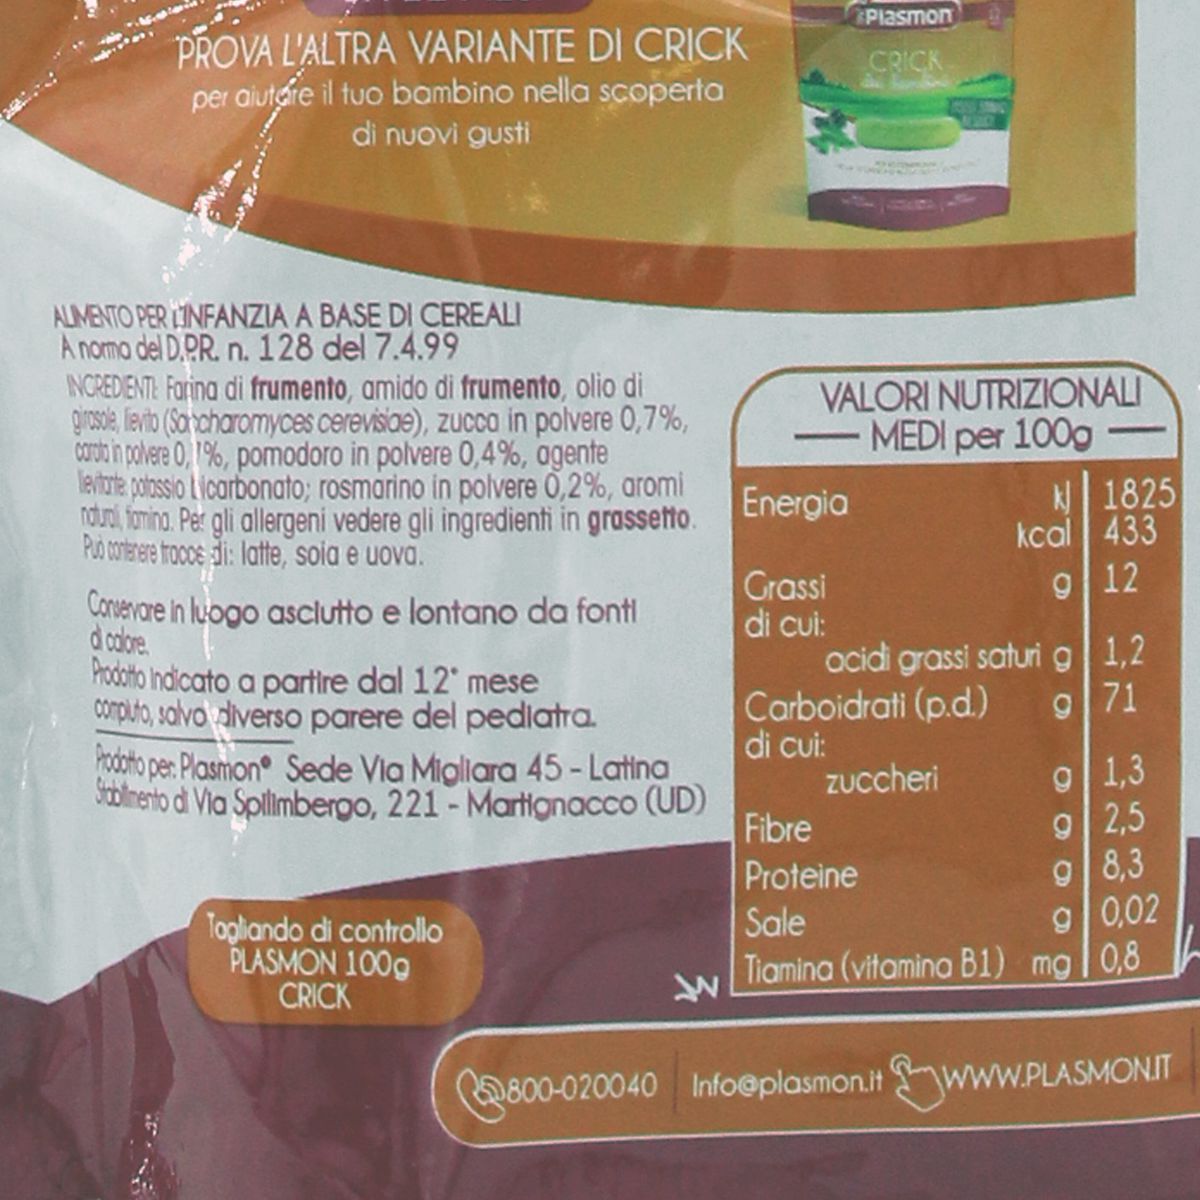 PROVA L'ALTRA VARIANTE DI CRICK
per aiutare il tuo bambino nella scoperta
di nuovi gusti
Plasmon
CRICK
ALIMENTO PER L'INFANZIA A BASE DI CEREALI
A norma del D.P.R. n. 128 del 7.4.99
INGREDIENTI: Farina di frumento, amido di frumento, olio di
girasole, lievito (Saccharomyces cerevisiae), zucca in polvere 0,7%,
carota in polvere 0,7%, pomodoro in polvere 0,4%, agente
lievitante: potassio bicarbonato; rosmarino in polvere 0,2%, aromi
naturali, tiamina. Per gli allergeni vedere gli ingredienti in grassetto.
Può contenere tracce di: latte, soia e uova.
Conservare in luogo asciutto e lontano da fonti
di calore.
Prodotto indicato a partire dal 12° mese
compiuto, salvo diverso parere del pediatra.
Prodotto per: Plasmon® Sede Via Migliara 45 - Latina
Stabilimento di Via Spilimbergo, 221 - Martignacco (UD)
Tagliando di controllo
PLASMON 100g
CRICK
VALORI NUTRIZIONALI
MEDI per 100g
Energia kJ 1825
kcal 433
Grassi g 12
di cui:
acidi grassi saturi g 1,2
Carboidrati (p.d.) g 71
di cui:
zuccheri g 1,3
Fibre g 2,5
Proteine g 8,3
Sale g 0,02
Tiamina (vitamina B1) mg 0,8
800-020040 Info@plasmon.it WWW.PLASMON.IT